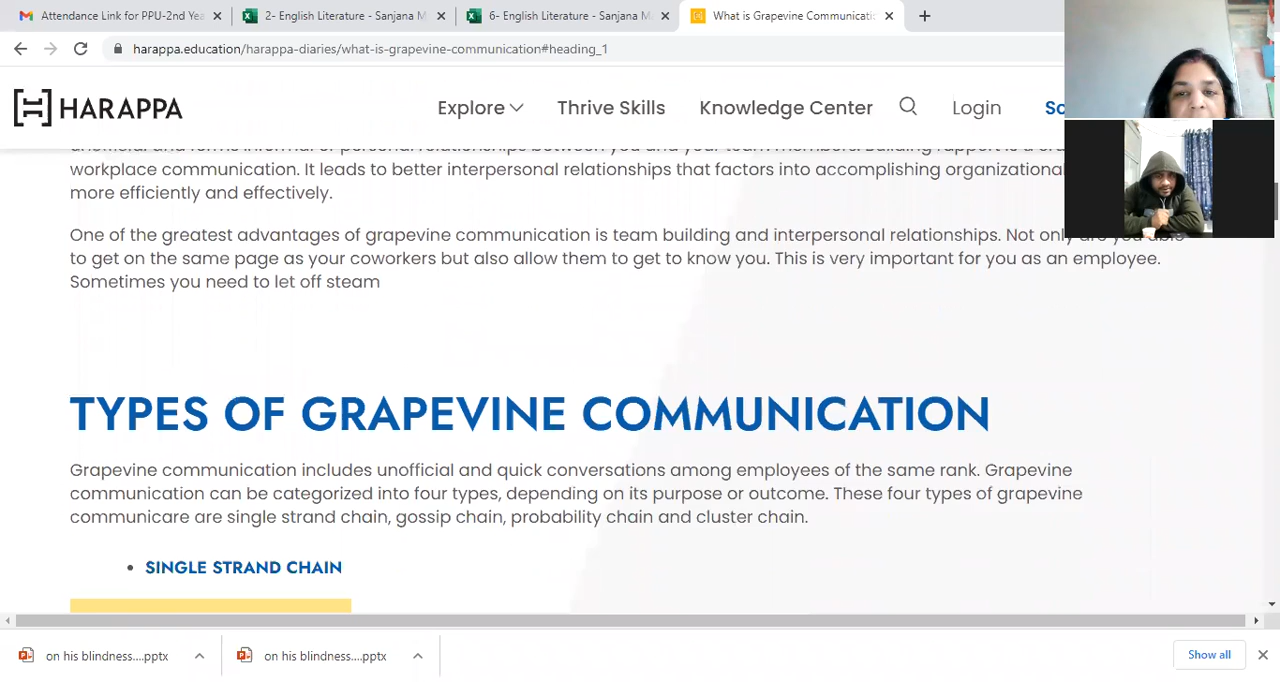 Attendance Link for PPU-2nd Yea
2- English Literature - Sanjana M
6- English Literature - Sanjana M
What is Grapevine Communicati
harappa.education/harappa-diaries/what-is-grapevine-communication#heading_1
HARAPPA
Explore
Thrive Skills
Knowledge Center
Login
workplace communication. It leads to better interpersonal relationships that factors into accomplishing organizational
more efficiently and effectively.
One of the greatest advantages of grapevine communication is team building and interpersonal relationships. Not only are you able
to get on the same page as your coworkers but also allow them to get to know you. This is very important for you as an employee.
Sometimes you need to let off steam
TYPES OF GRAPEVINE COMMUNICATION
Grapevine communication includes unofficial and quick conversations among employees of the same rank. Grapevine
communication can be categorized into four types, depending on its purpose or outcome. These four types of grapevine
communicare are single strand chain, gossip chain, probability chain and cluster chain.
• SINGLE STRAND CHAIN
on his blindness....pptx
on his blindness....pptx
Show all